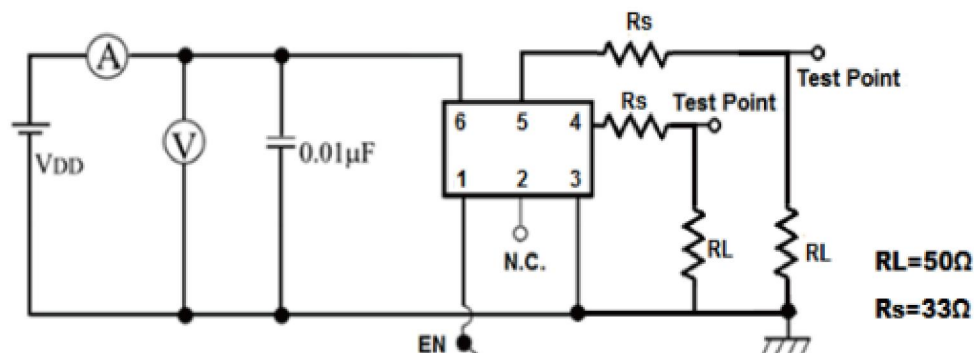 Rs
A
Test Point
Rs
Test Point
6 5 4
VDD
V
0.01µF
1 2 3
N.C.
RL
RL
RL=50Ω
Rs=33Ω
EN